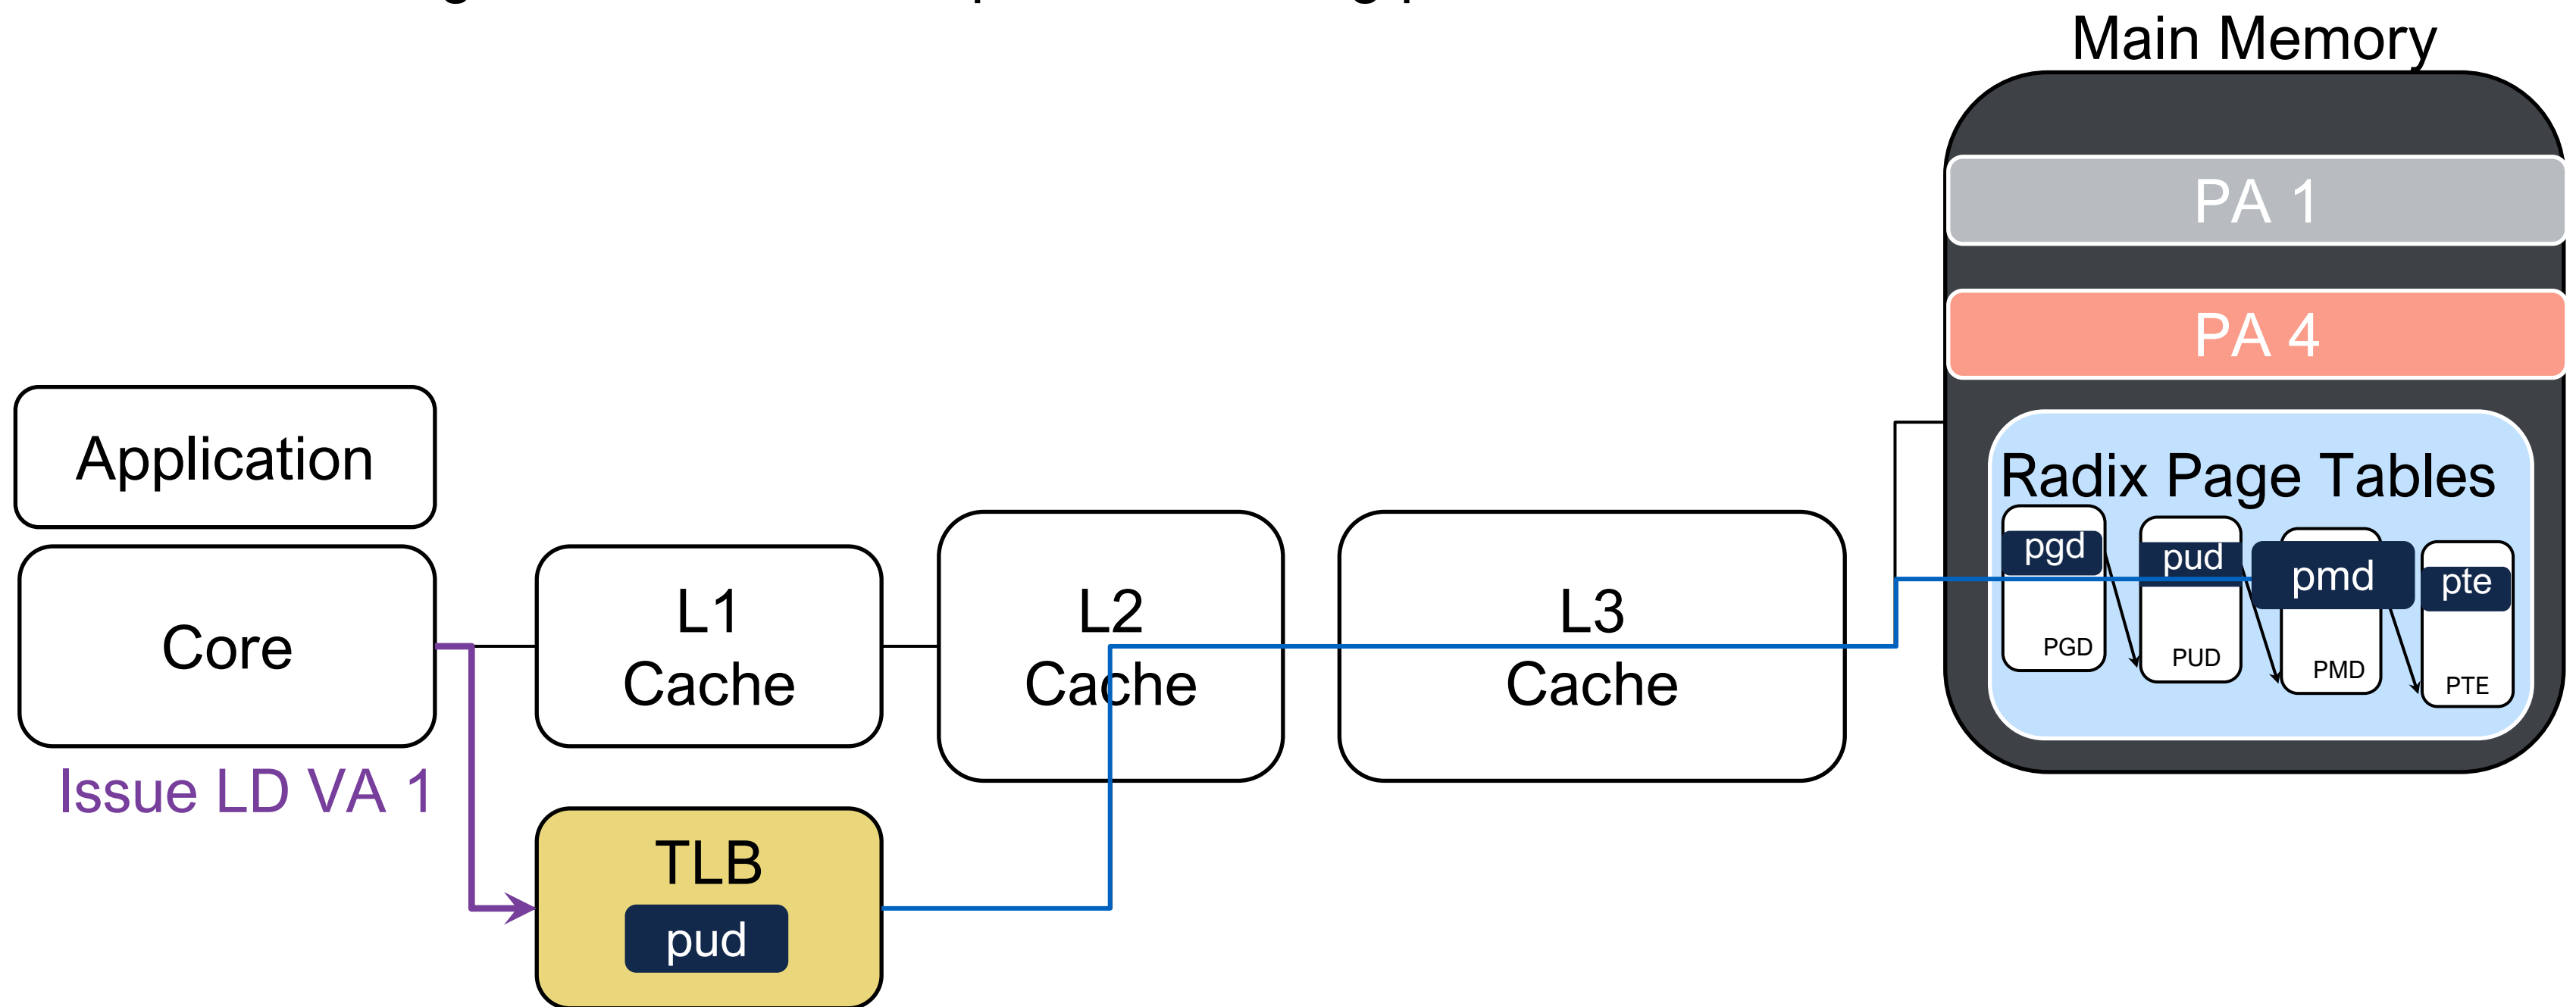 Main Memory
PA 1
PA 4
Application
Radix Page Tables
pgd
pud
pmd
pte
PGD
PUD
PMD
PTE
Core
L1
Cache
L2
Cache
L3
Cache
Issue LD VA 1
TLB
pud